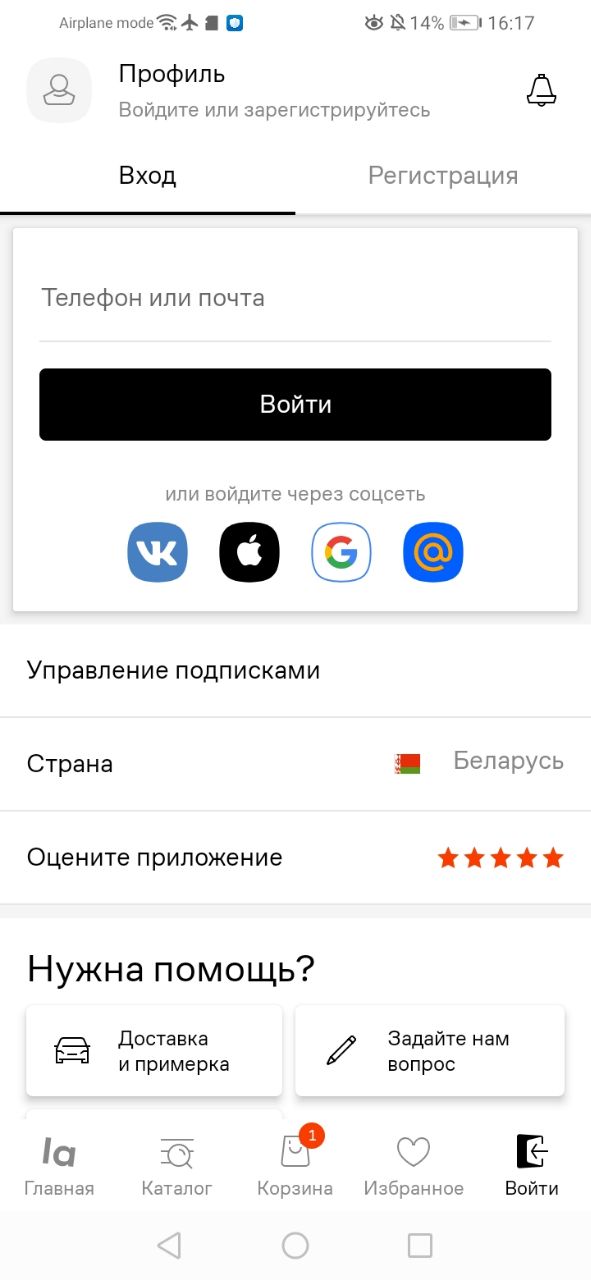 Airplane mode 14% 16:17
Профиль
Войдите или зарегистрируйтесь
Вход Регистрация
Телефон или почта
Войти
или войдите через соцсеть
Управление подписками
Страна Беларусь
Оцените приложение
Нужна помощь?
Доставка
и примерка
Задайте нам
вопрос
la
1
Главная Каталог Корзина Избранное Войти